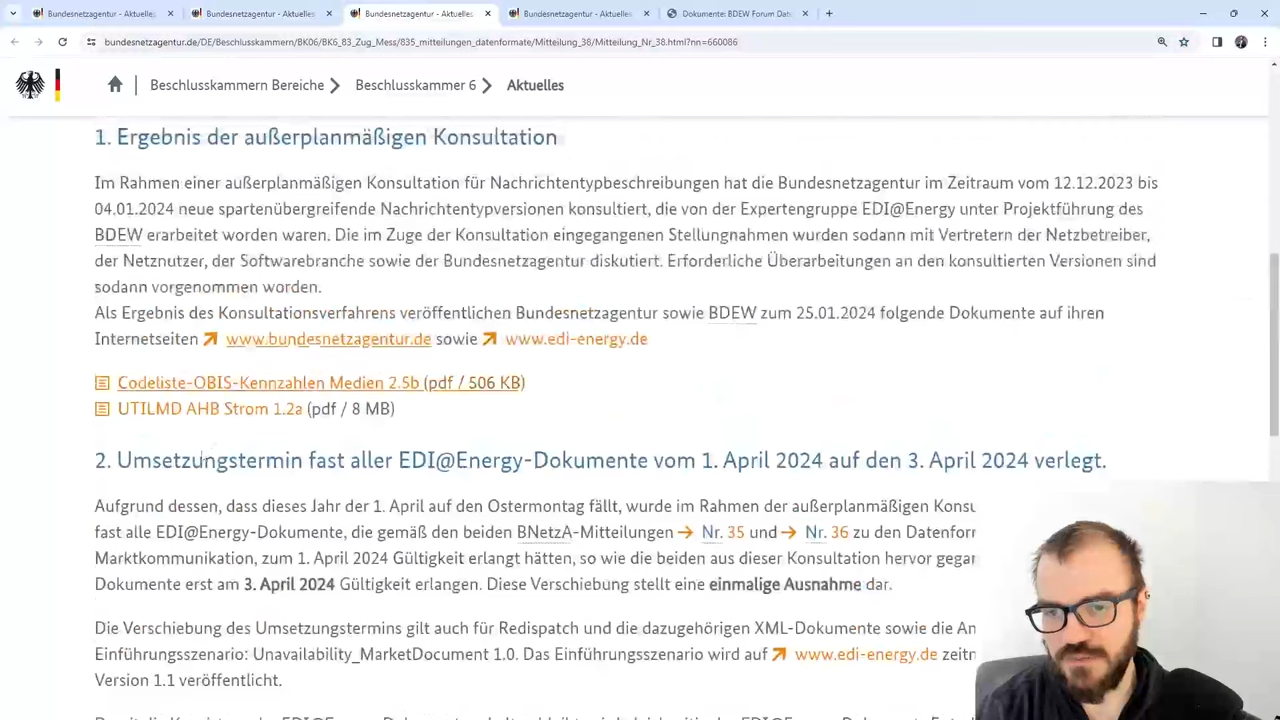 Bundesnetzagentur - Aktuelles
Bundesnetzagentur - Aktuelles
Bundesnetzagentur - Aktuelles
Bundesnetzagentur - Aktuelles
Dokumente: BDEW Forum Dat
bundesnetzagentur.de/DE/Beschlusskammern/BK06/BK6_83_Zug_Mess/835_mitteilungen_datenformate/Mitteilung_38/Mitteilung_Nr_38.html?nn=660086
Beschlusskammern Bereiche
Beschlusskammer 6
Aktuelles
1. Ergebnis der außerplanmäßigen Konsultation
Im Rahmen einer außerplanmäßigen Konsultation für Nachrichtentypbeschreibungen hat die Bundesnetzagentur im Zeitraum vom 12.12.2023 bis
04.01.2024 neue spartenübergreifende Nachrichtentypversionen konsultiert, die von der Expertengruppe EDI@Energy unter Projektführung des
BDEW erarbeitet worden waren. Die im Zuge der Konsultation eingegangenen Stellungnahmen wurden sodann mit Vertretern der Netzbetreiber,
der Netznutzer, der Softwarebranche sowie der Bundesnetzagentur diskutiert. Erforderliche Überarbeitungen an den konsultierten Versionen sind
sodann vorgenommen worden.
Als Ergebnis des Konsultationsverfahrens veröffentlichen Bundesnetzagentur sowie BDEW zum 25.01.2024 folgende Dokumente auf ihren
Internetseiten www.bundesnetzagentur.de sowie www.edi-energy.de
Codeliste-OBIS-Kennzahlen Medien 2.5b (pdf / 506 KB)
UTILMD AHB Strom 1.2a (pdf / 8 MB)
2. Umsetzungstermin fast aller EDI@Energy-Dokumente vom 1. April 2024 auf den 3. April 2024 verlegt.
Aufgrund dessen, dass dieses Jahr der 1. April auf den Ostermontag fällt, wurde im Rahmen der außerplanmäßigen Konsu
fast alle EDI@Energy-Dokumente, die gemäß den beiden BNetzA-Mitteilungen Nr. 35 und Nr. 36 zu den Datenfor
Marktkommunikation, zum 1. April 2024 Gültigkeit erlangt hätten, so wie die beiden aus dieser Konsultation hervor gegan
Dokumente erst am 3. April 2024 Gültigkeit erlangen. Diese Verschiebung stellt eine einmalige Ausnahme dar.
Die Verschiebung des Umsetzungstermins gilt auch für Redispatch und die dazugehörigen XML-Dokumente sowie die An
Einführungsszenario: Unavailability_MarketDocument 1.0. Das Einführungsszenario wird auf www.edi-energy.de zeitn
Version 1.1 veröffentlicht.